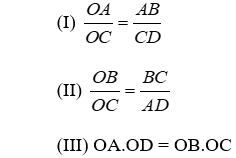 (I) OA/OC = AB/CD
(II) OB/OC = BC/AD
(III) OA.OD = OB.OC